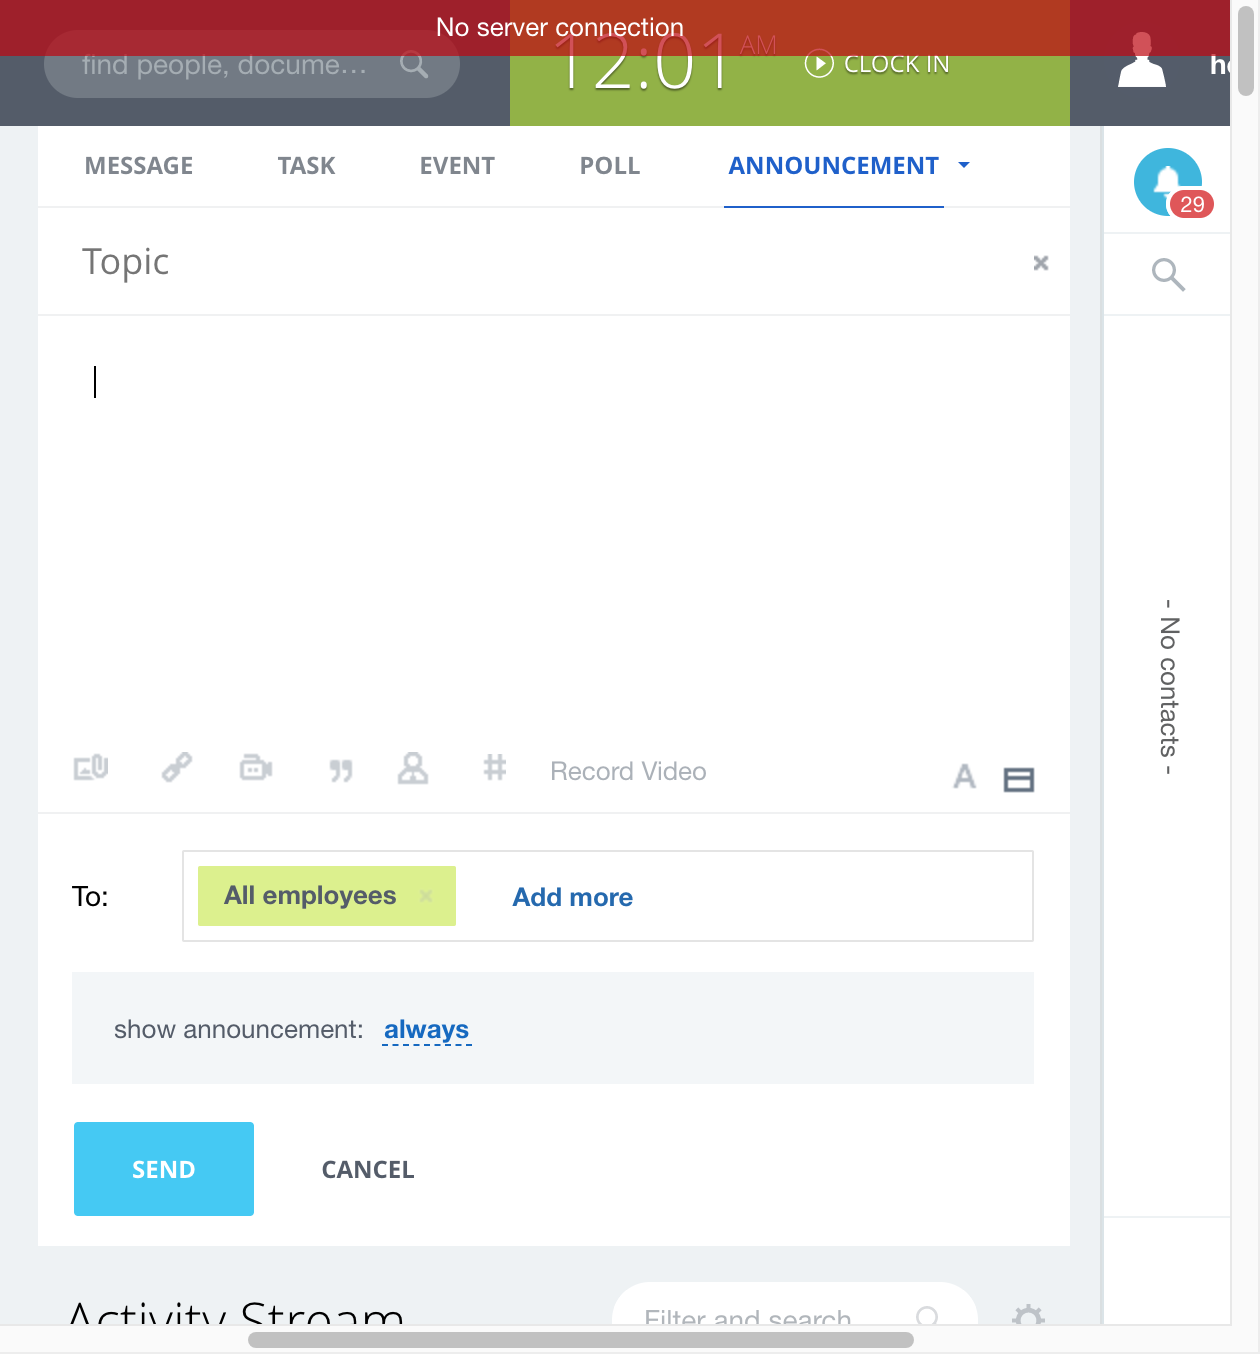 No server connection
find people, docume...
12:01 AM
CLOCK IN
MESSAGE
TASK
EVENT
POLL
ANNOUNCEMENT
29
Topic
- No contacts -
Record Video
A
To:
All employees
Add more
show announcement: always
SEND
CANCEL
Activity Stream
Filter and search